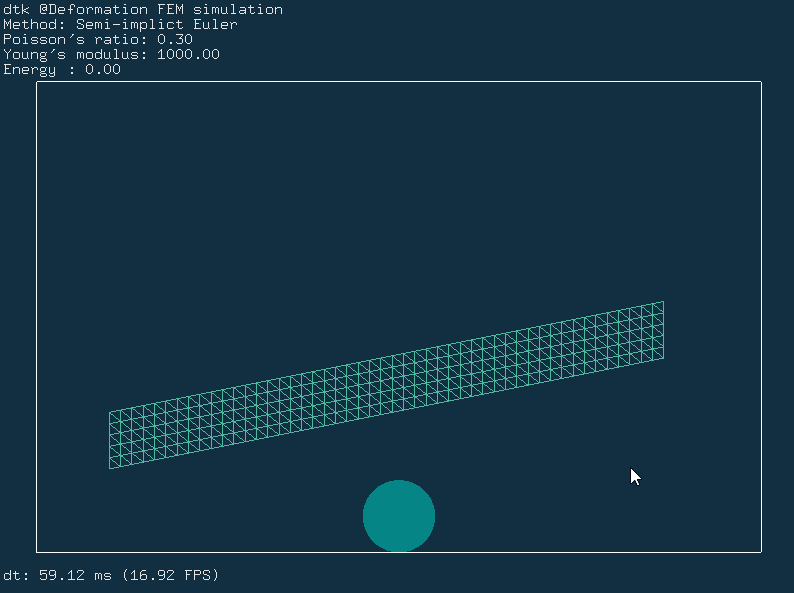 dtk @Deformation FEM simulation
Method: Semi-implict Euler
Poisson's ratio: 0.30
Young's modulus: 1000.00
Energy : 0.00
dt: 59.12 ms (16.92 FPS)